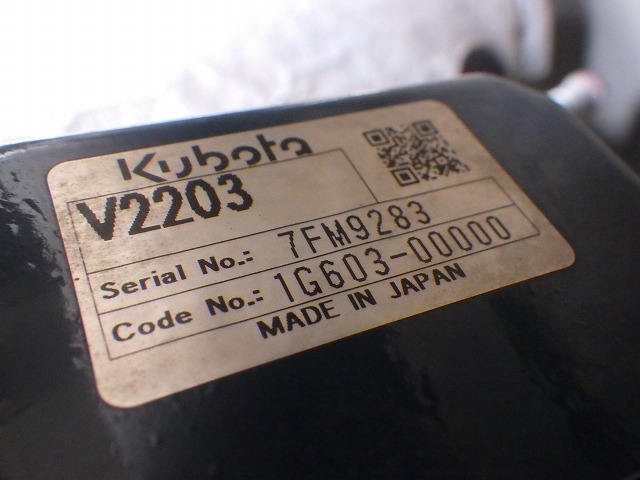 Kubota
V2203
Serial No.: 7FM9283
Code No.: 1G603-00000
MADE IN JAPAN